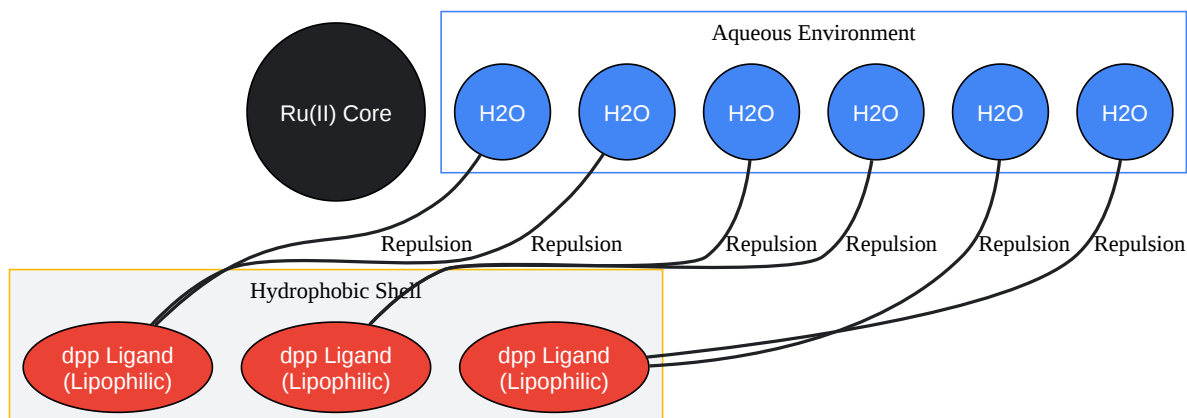 Aqueous Environment
Ru(II) Core
H2O
H2O
H2O
H2O
H2O
H2O
Repulsion
Repulsion
Repulsion
Repulsion
Repulsion
Repulsion
Hydrophobic Shell
dpp Ligand
(Lipophilic)
dpp Ligand
(Lipophilic)
dpp Ligand
(Lipophilic)